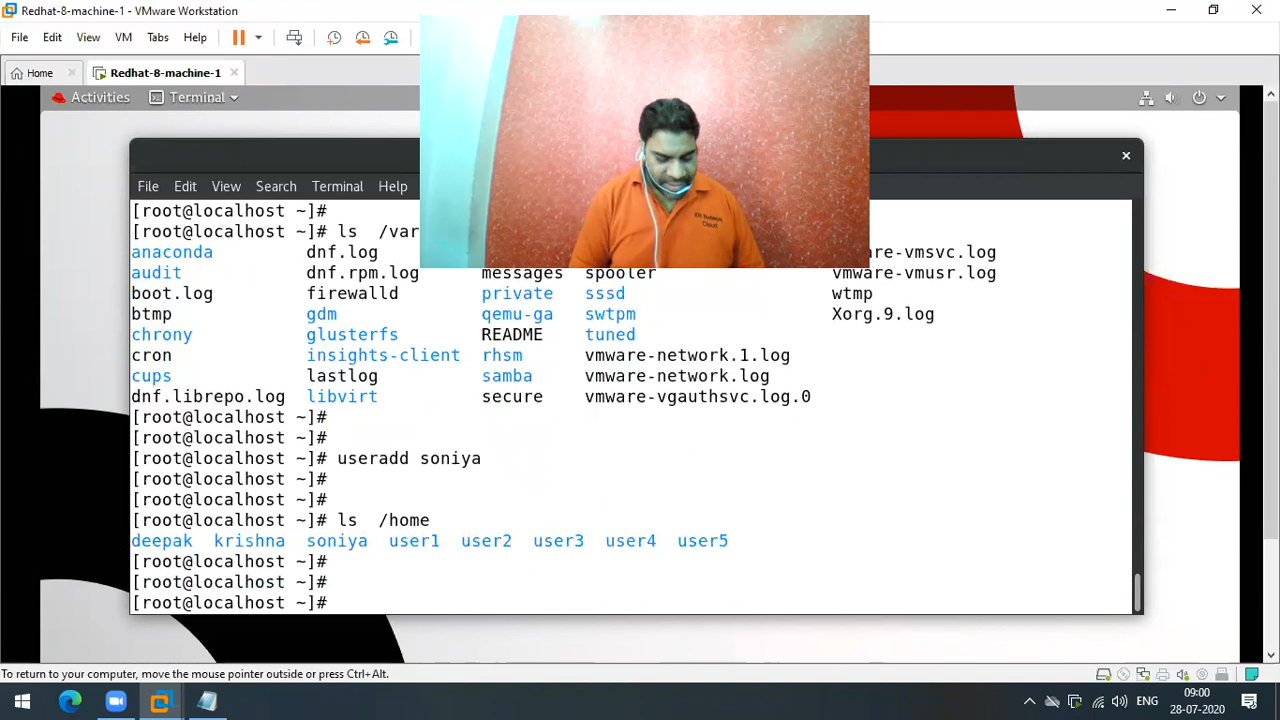 Redhat-8-machine-1 - VMware Workstation
File Edit View VM Tabs Help
Home Redhat-8-machine-1
Activities Terminal
File Edit View Search Terminal Help
[root@localhost ~]#
[root@localhost ~]# ls /var
anaconda dnf.log vmware-vmsvc.log
audit dnf.rpm.log messages spooler vmware-vmusr.log
boot.log firewalld private sssd wtmp
btmp gdm qemu-ga swtpm Xorg.9.log
chrony glusterfs README tuned
cron insights-client rhsm vmware-network.1.log
cups lastlog samba vmware-network.log
dnf.librepo.log libvirt secure vmware-vgauthsvc.log.0
[root@localhost ~]#
[root@localhost ~]#
[root@localhost ~]# useradd soniya
[root@localhost ~]#
[root@localhost ~]#
[root@localhost ~]# ls /home
deepak krishna soniya user1 user2 user3 user4 user5
[root@localhost ~]#
[root@localhost ~]#
[root@localhost ~]#
KR Network
Cloud
To return to your computer, move the mouse pointer outside or press Ctrl+Alt.
ENG
09:00
28-07-2020